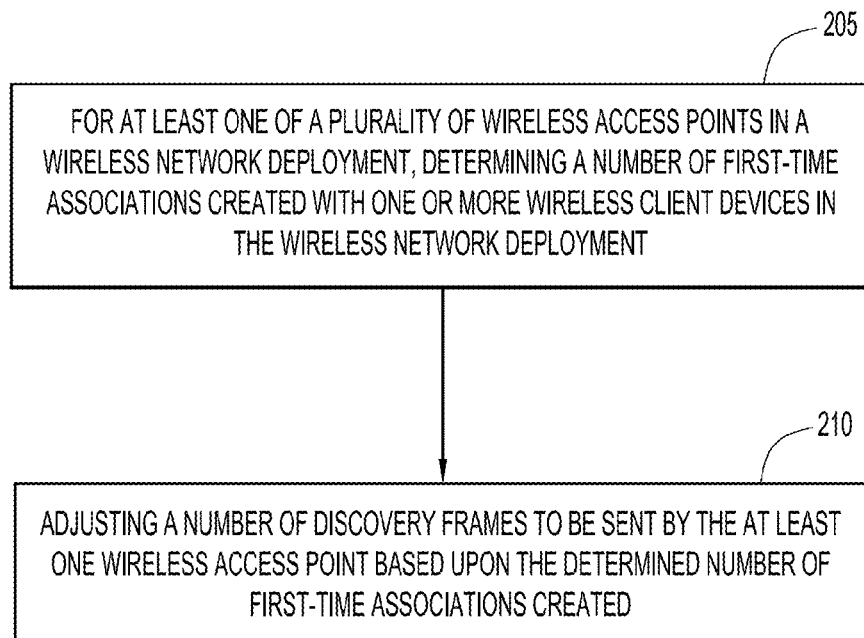 205
FOR AT LEAST ONE OF A PLURALITY OF WIRELESS ACCESS POINTS IN A
WIRELESS NETWORK DEPLOYMENT, DETERMINING A NUMBER OF FIRST-TIME
ASSOCIATIONS CREATED WITH ONE OR MORE WIRELESS CLIENT DEVICES IN
THE WIRELESS NETWORK DEPLOYMENT
210
ADJUSTING A NUMBER OF DISCOVERY FRAMES TO BE SENT BY THE AT LEAST
ONE WIRELESS ACCESS POINT BASED UPON THE DETERMINED NUMBER OF
FIRST-TIME ASSOCIATIONS CREATED